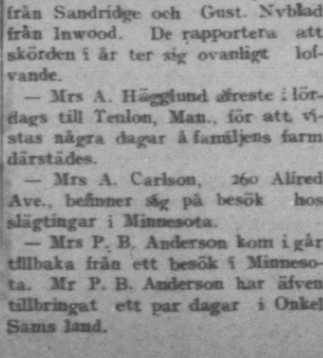 från Sandridge och Gust. Nyblad
från Inwood. De rapportera att
skörden i år ter sig ovanligt lof-
vande.
— Mrs A. Hägglund afreste i lör-
dags till Teulon, Man., för att vi-
stas några dagar å familjens farm
därstädes.
— Mrs A. Carlson, 260 Alfred
Ave., befinner sig på besök hos
slägtingar i Minnesota.
— Mrs P. B. Anderson kom i går
tillbaka från ett besök i Minneso-
ta. Mr P. B. Anderson har äfven
tillbringat ett par dagar i Onkel
Sams land.